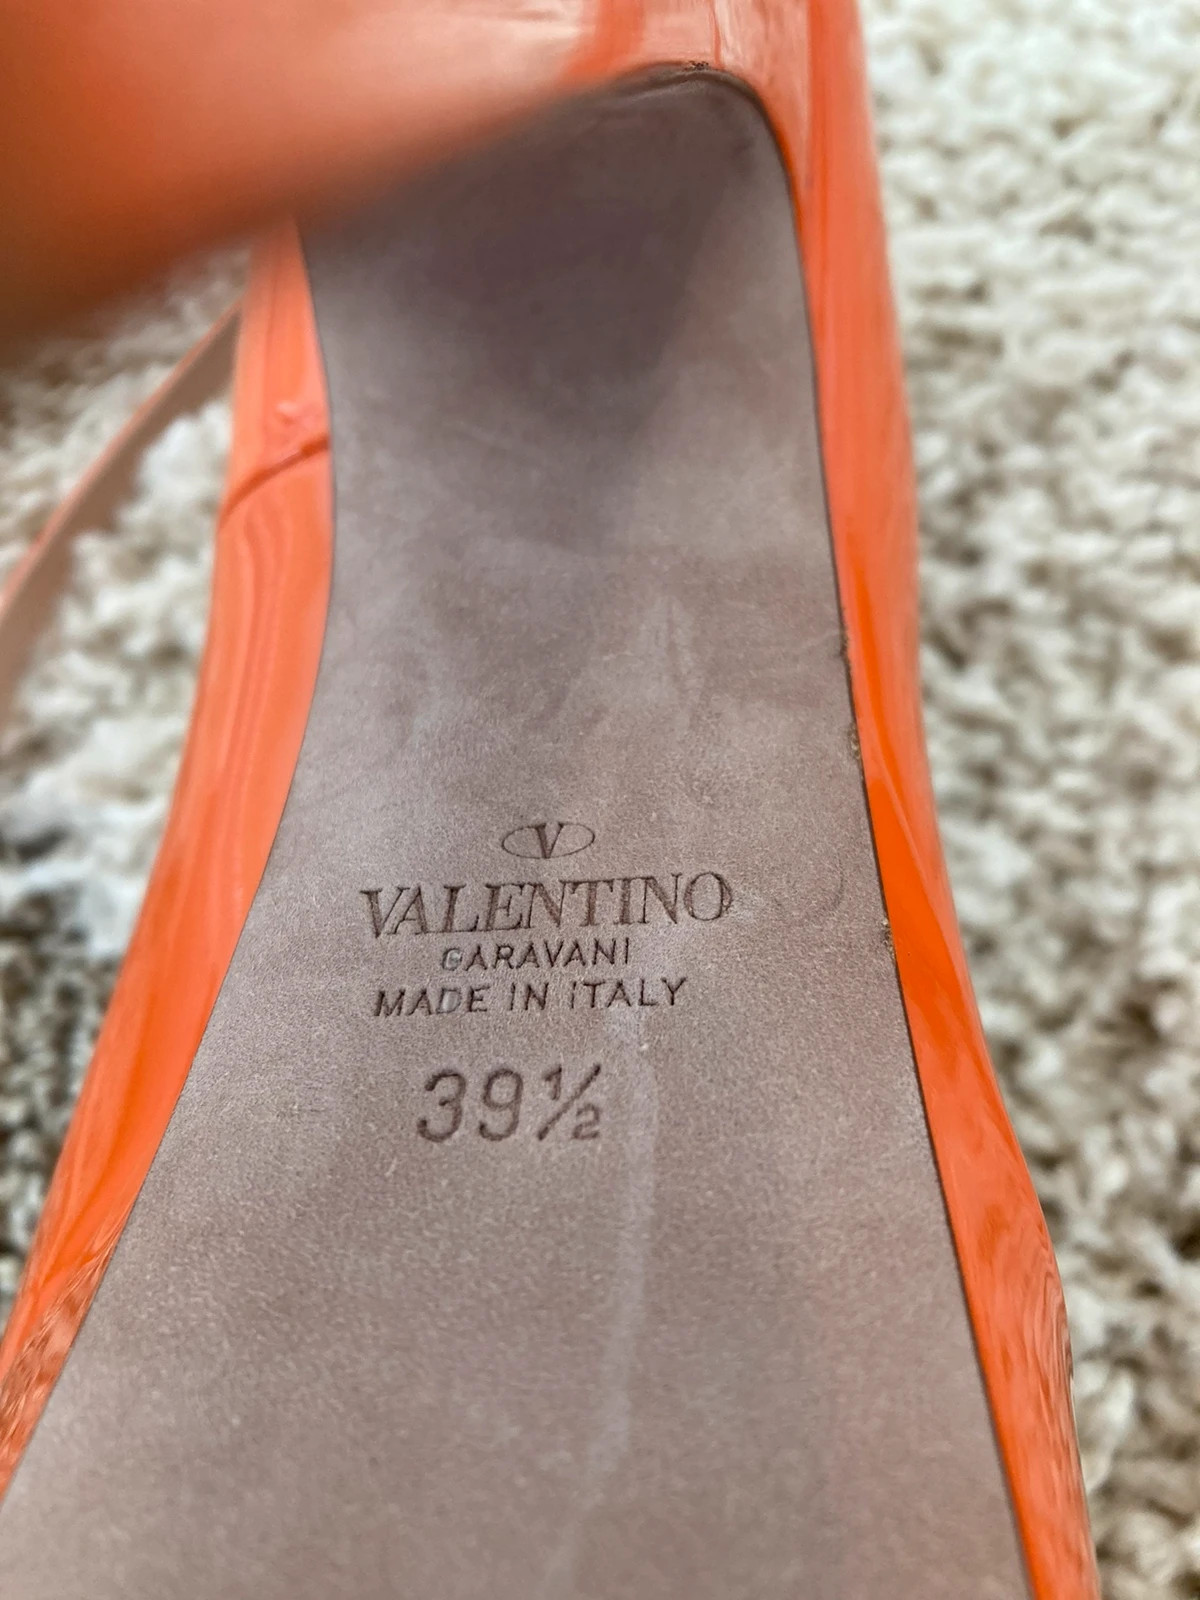 V
VALENTINO
GARAVANI
MADE IN ITALY
39½